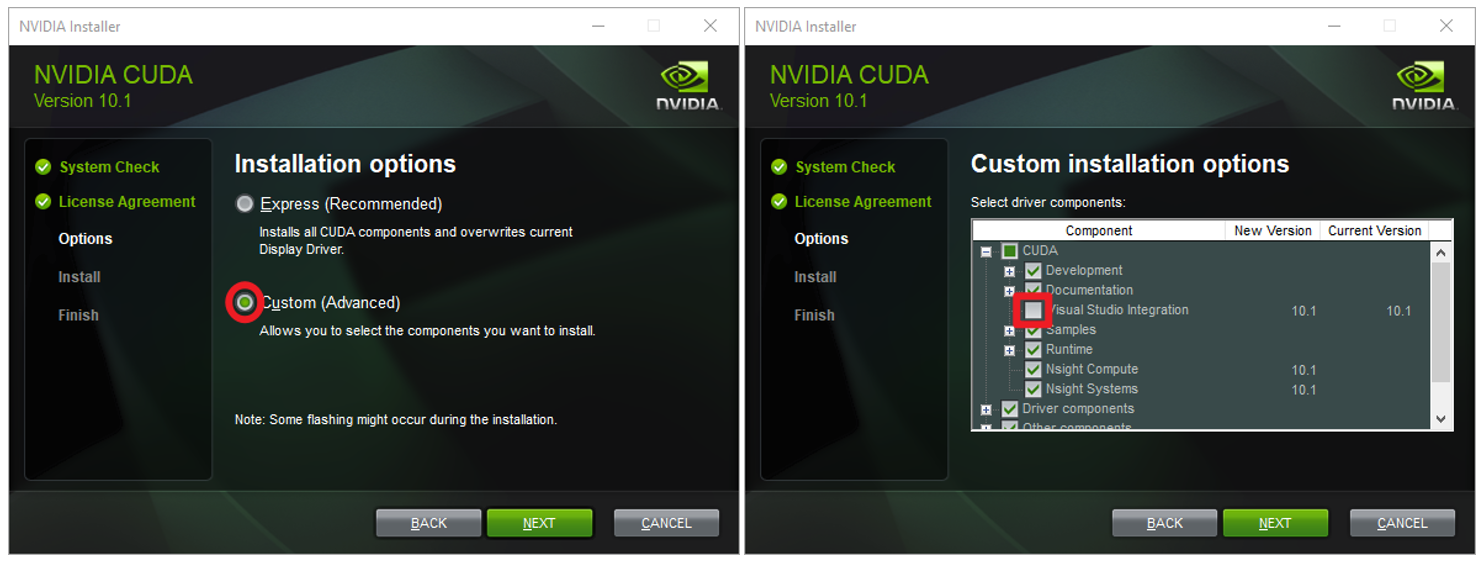 NVIDIA Installer
NVIDIA CUDA
Version 10.1
NVIDIA.
System Check
License Agreement
Options
Install
Finish
Installation options
Express (Recommended)
Installs all CUDA components and overwrites current
Display Driver.
Custom (Advanced)
Allows you to select the components you want to install.
Note: Some flashing might occur during the installation.
BACK NEXT CANCEL
NVIDIA Installer
NVIDIA CUDA
Version 10.1
NVIDIA.
System Check
License Agreement
Options
Install
Finish
Custom installation options
Select driver components:
Component New Version Current Version
CUDA
Development
Documentation
Visual Studio Integration 10.1 10.1
Samples
Runtime
Nsight Compute 10.1
Nsight Systems 10.1
Driver components
Other components
BACK NEXT CANCEL